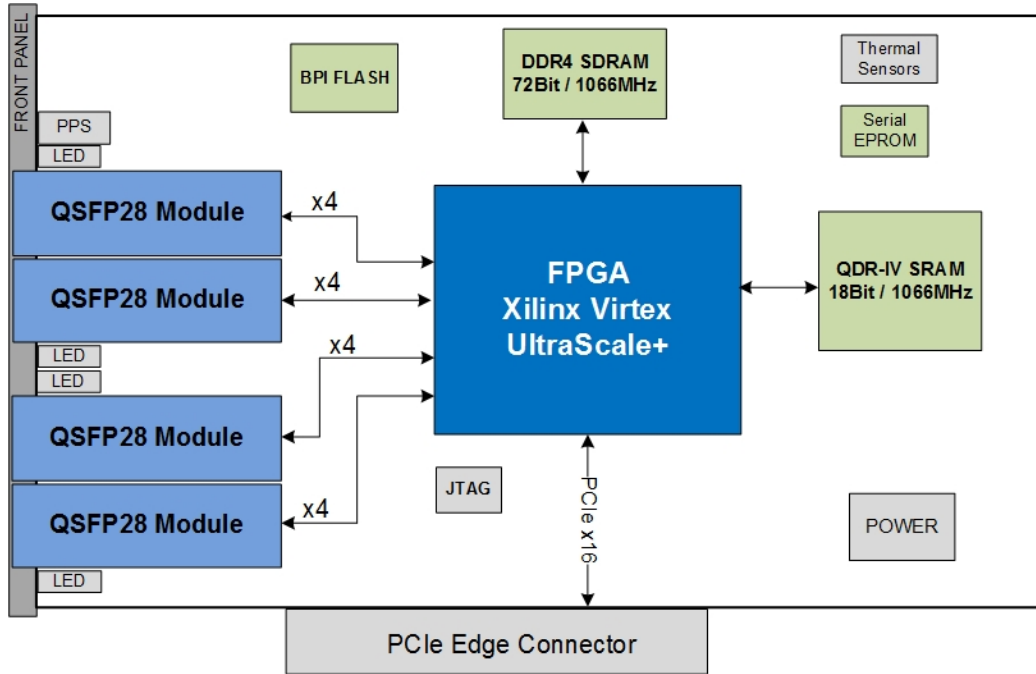 FRONT PANEL
PPS
LED
QSFP28 Module
QSFP28 Module
LED
LED
QSFP28 Module
QSFP28 Module
LED
x4
x4
x4
x4
BPI FLASH
DDR4 SDRAM
72Bit / 1066MHz
FPGA
Xilinx Virtex
UltraScale+
JTAG
PCIe x16
Thermal
Sensors
Serial
EPROM
QDR-IV SRAM
18Bit / 1066MHz
POWER
PCIe Edge Connector